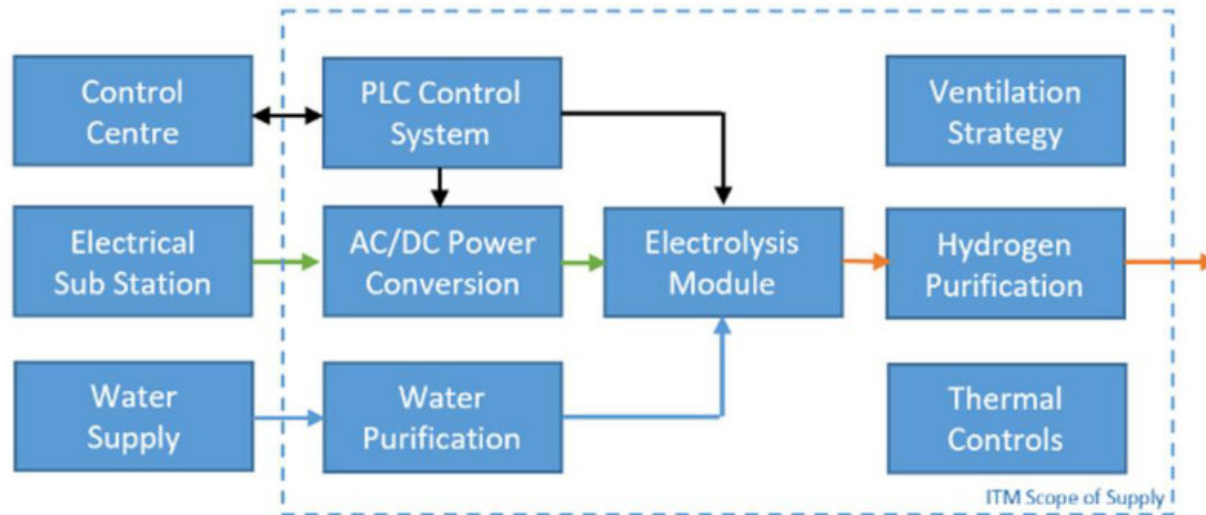 Control
Centre
PLC Control
System
Ventilation
Strategy
Electrical
Sub Station
AC/DC Power
Conversion
Electrolysis
Module
Hydrogen
Purification
Water
Supply
Water
Purification
Thermal
Controls
ITM Scope of Supply